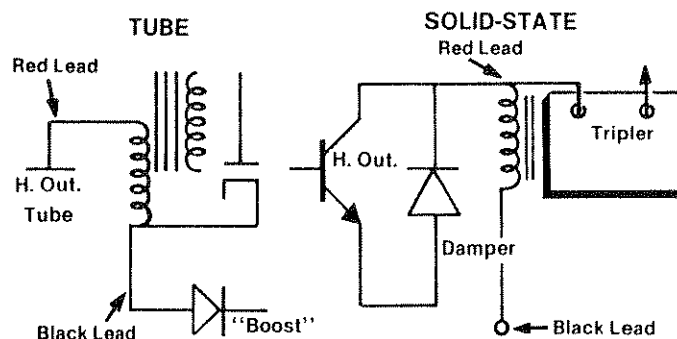 TUBE
Red Lead
H. Out.
Tube
Black Lead
"Boost"
SOLID-STATE
Red Lead
H. Out.
Damper
Tripler
Black Lead